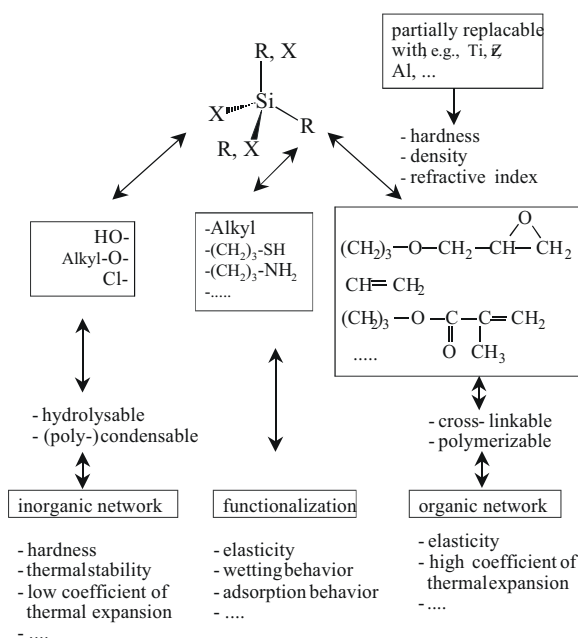 partially replacable
with, e.g., Ti, Z,
Al, ...
R, X
X
Si
R
R, X
- hardness
- density
- refractive index
HO-
Alkyl-O-
Cl-
-Alkyl
-(CH2)3-SH
-(CH2)3-NH2
-.....
O
(CH2)3—O—CH2—CH—CH2
CH=CH2
(CH2)3—O—C—C=CH2
O CH3
.....
- hydrolysable
- (poly-)condensable
- cross- linkable
- polymerizable
inorganic network
functionalization
organic network
- hardness
- thermal stability
- low coefficient of
thermal expansion
- ....
- elasticity
- wetting behavior
- adsorption behavior
- ....
- elasticity
- high coefficient of
thermal expansion
- ....